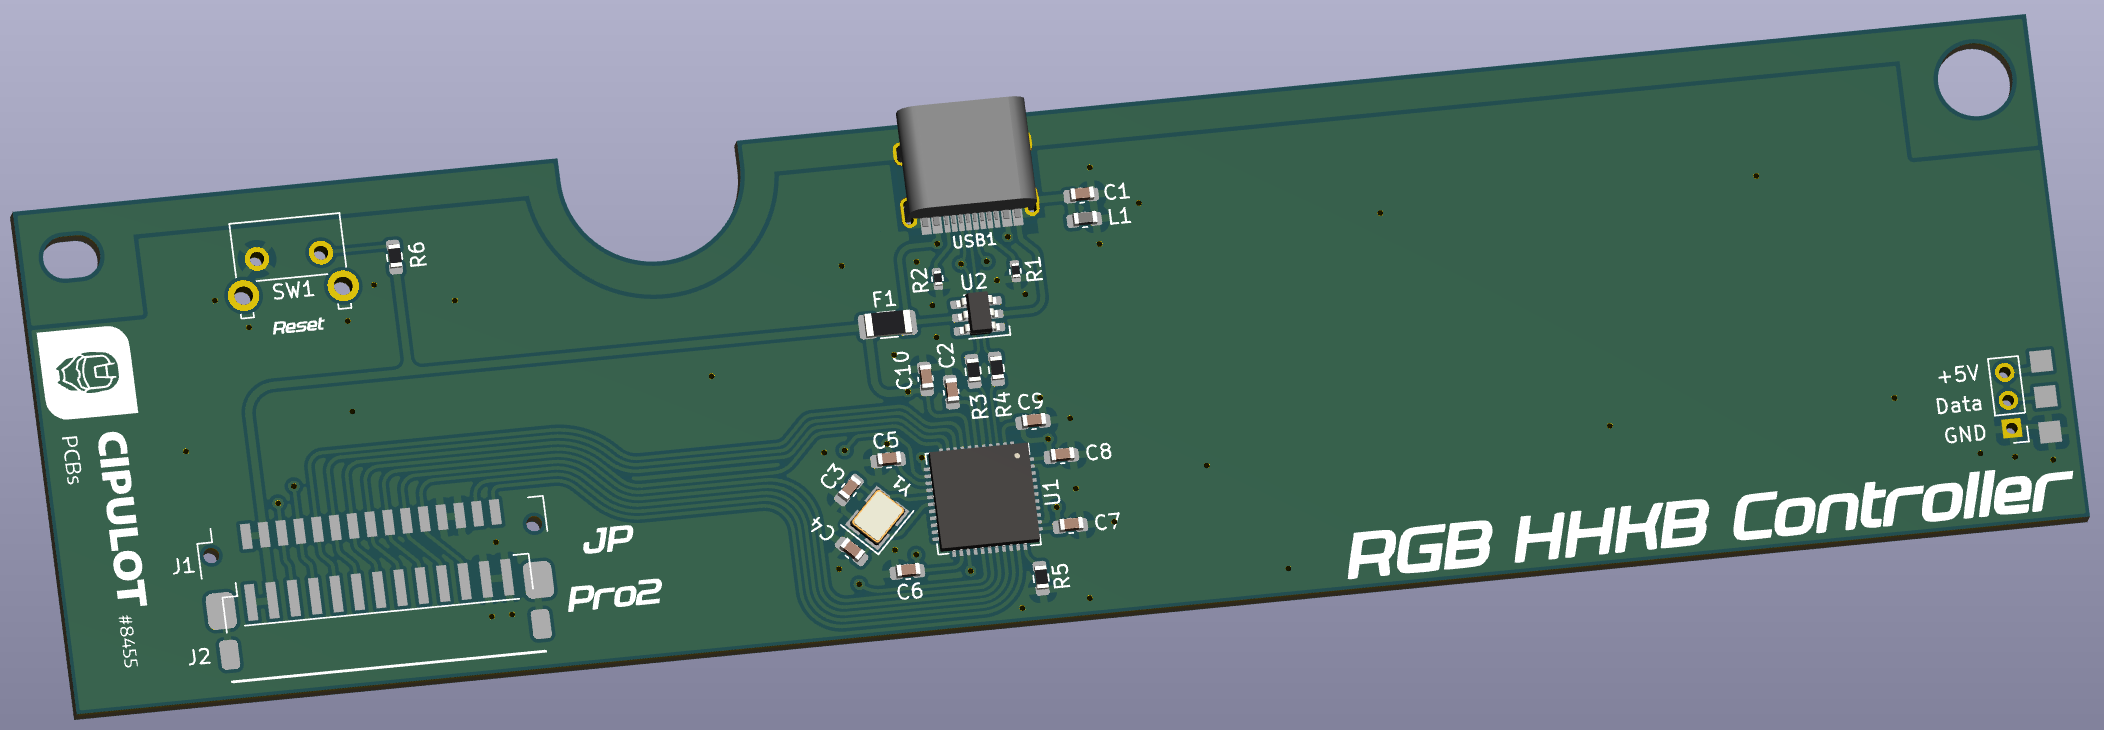 SW1
Reset
R6
USB1
C1
L1
R2
R1
U2
F1
C10
C2
R3
R4
C9
C5
C8
C3
Y1
U1
C4
C7
C6
R5
+5V
Data
GND
RGB HHKB Controller
CIPULOT
PCBs
#8455
J1
JP
Pro2
J2